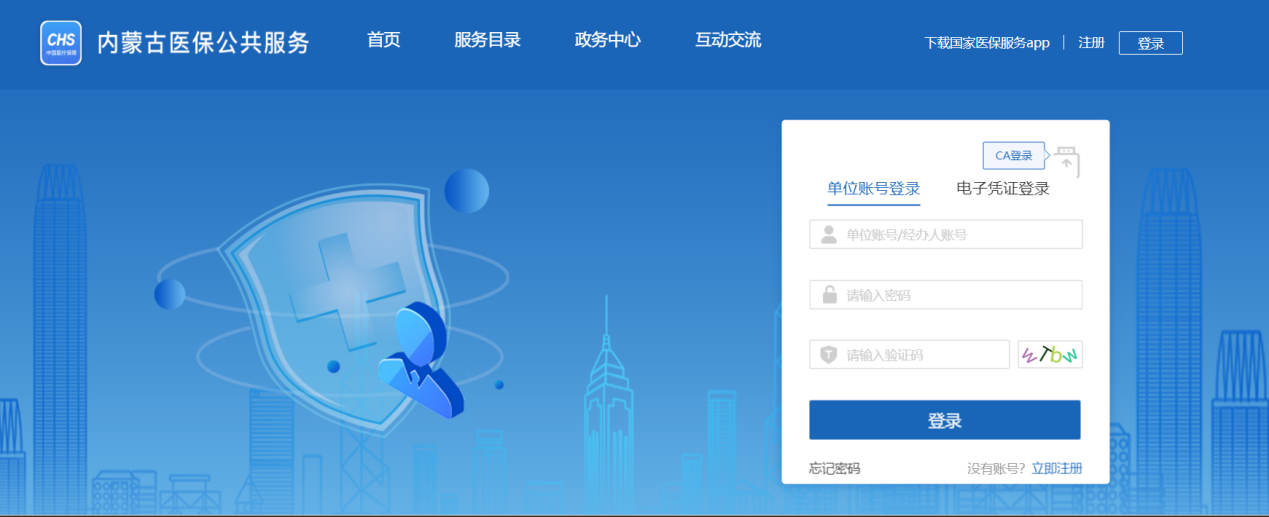 CHS
中国医疗保障
内蒙古医保公共服务
首页
服务目录
政务中心
互动交流
下载国家医保服务app
注册
登录
CA登录
单位账号登录
电子凭证登录
单位账号/经办人账号
请输入密码
请输入验证码
WTbW
登录
忘记密码
没有账号? 立即注册